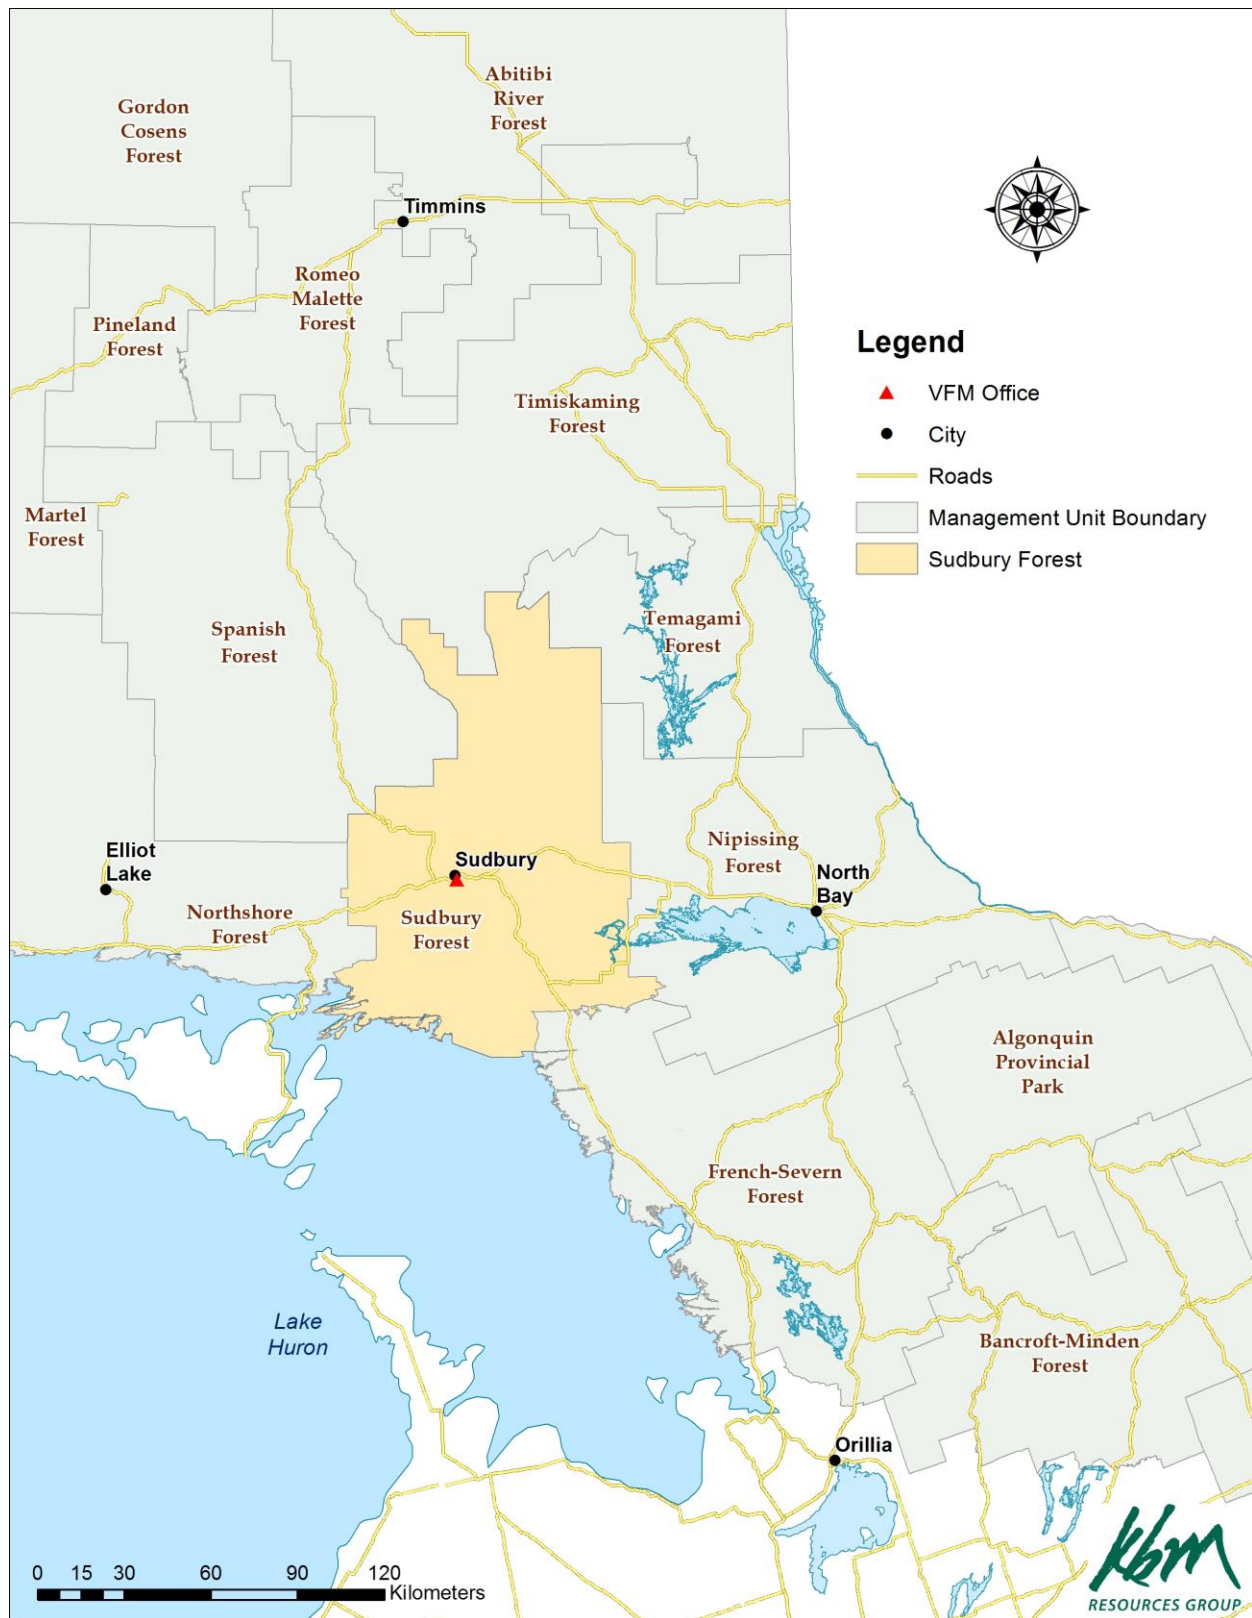 Abitibi
River
Forest
Gordon
Cosens
Forest
Timmins
Romeo
Malette
Forest
Pineland
Forest
Legend
VFM Office
City
Roads
Management Unit Boundary
Sudbury Forest
Timiskaming
Forest
Martel
Forest
Spanish
Forest
Temagami
Forest
Elliot
Lake
Sudbury
Nipissing
Forest
North
Bay
Northshore
Forest
Sudbury
Forest
Algonquin
Provincial
Park
French-Severn
Forest
Lake
Huron
Bancroft-Minden
Forest
Orillia
0 15 30 60 90 120
Kilometers
kbm
RESOURCES GROUP